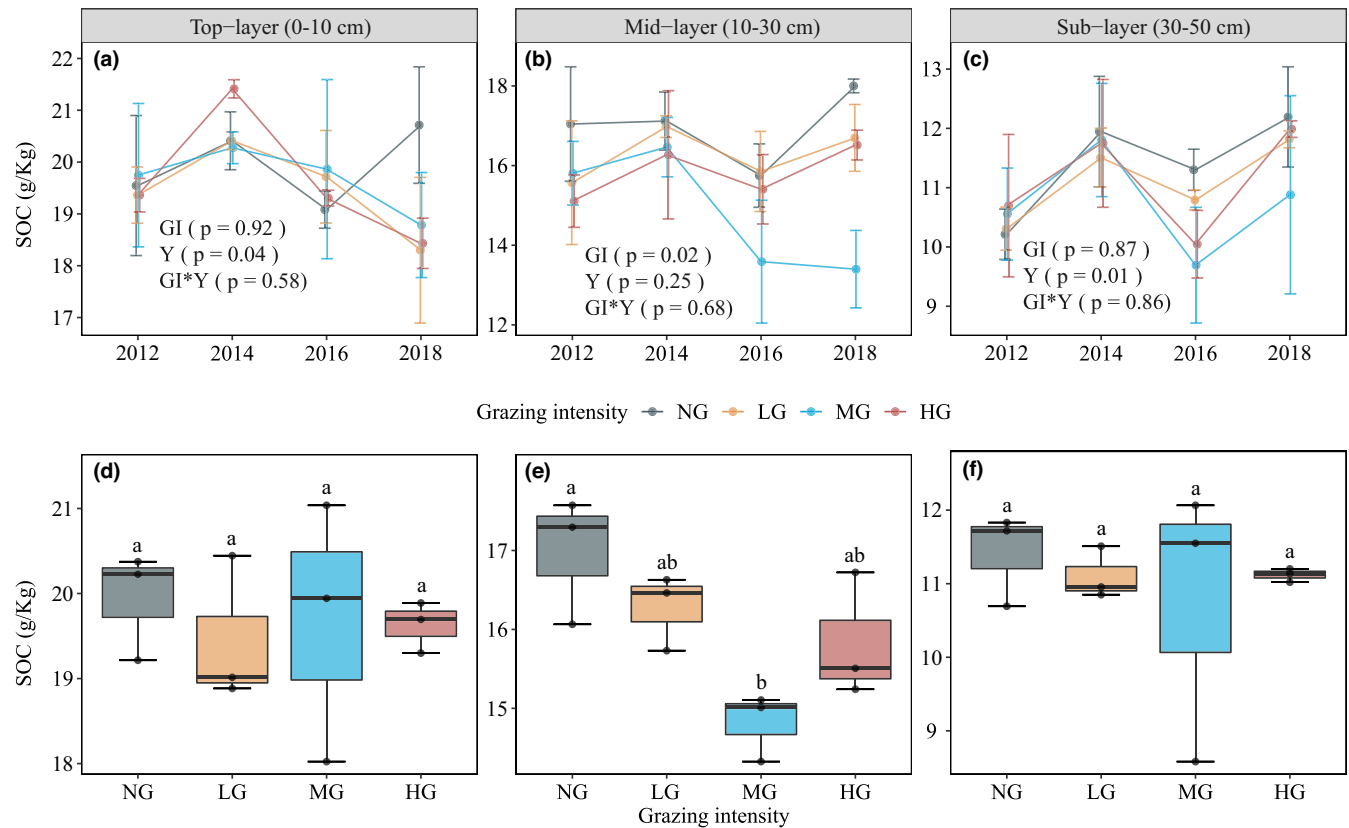 Top−layer (0-10 cm)
Mid−layer (10-30 cm)
Sub−layer (30-50 cm)
(a)
22
21
20
19
18
17
SOC (g/Kg)
GI ( p = 0.92 )
Y ( p = 0.04 )
GI*Y ( p = 0.58)
2012 2014 2016 2018
(b)
18
16
14
12
GI ( p = 0.02 )
Y ( p = 0.25 )
GI*Y ( p = 0.68)
2012 2014 2016 2018
(c)
13
12
11
10
9
GI ( p = 0.87 )
Y ( p = 0.01 )
GI*Y ( p = 0.86)
2012 2014 2016 2018
Grazing intensity NG LG MG HG
(d)
21
20
19
18
SOC (g/Kg)
a a a a
NG LG MG HG
(e)
17
16
15
a ab b ab
NG LG MG HG
(f)
12
11
10
9
a a a a
NG LG MG HG
Grazing intensity